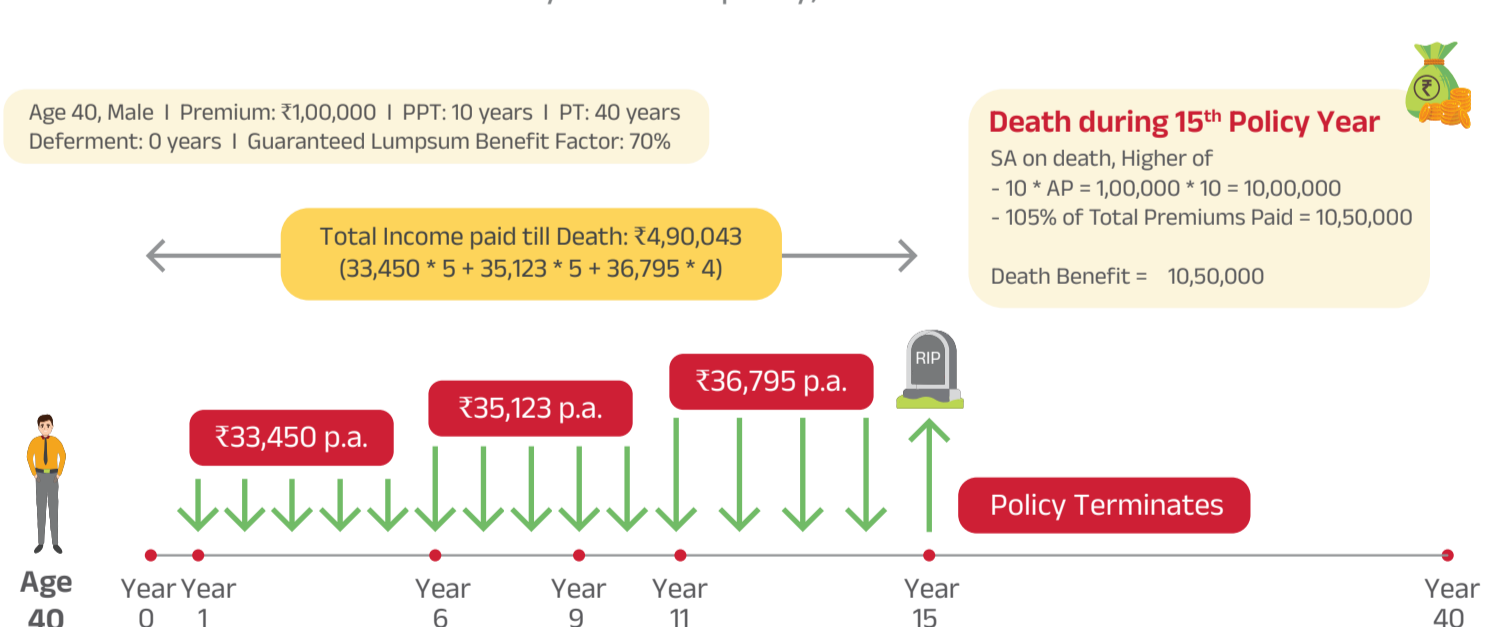 Age 40, Male I Premium: ₹1,00,000 I PPT: 10 years I PT: 40 years
Deferment: 0 years I Guaranteed Lumpsum Benefit Factor: 70%
Death during 15th Policy Year
SA on death, Higher of
- 10 * AP = 1,00,000 * 10 = 10,00,000
- 105% of Total Premiums Paid = 10,50,000
Death Benefit = 10,50,000
Total Income paid till Death: ₹4,90,043
(33,450 * 5 + 35,123 * 5 + 36,795 * 4)
RIP
₹36,795 p.a.
₹35,123 p.a.
₹33,450 p.a.
Policy Terminates
Age
40
Year
0
Year
1
Year
6
Year
9
Year
11
Year
15
Year
40
₹